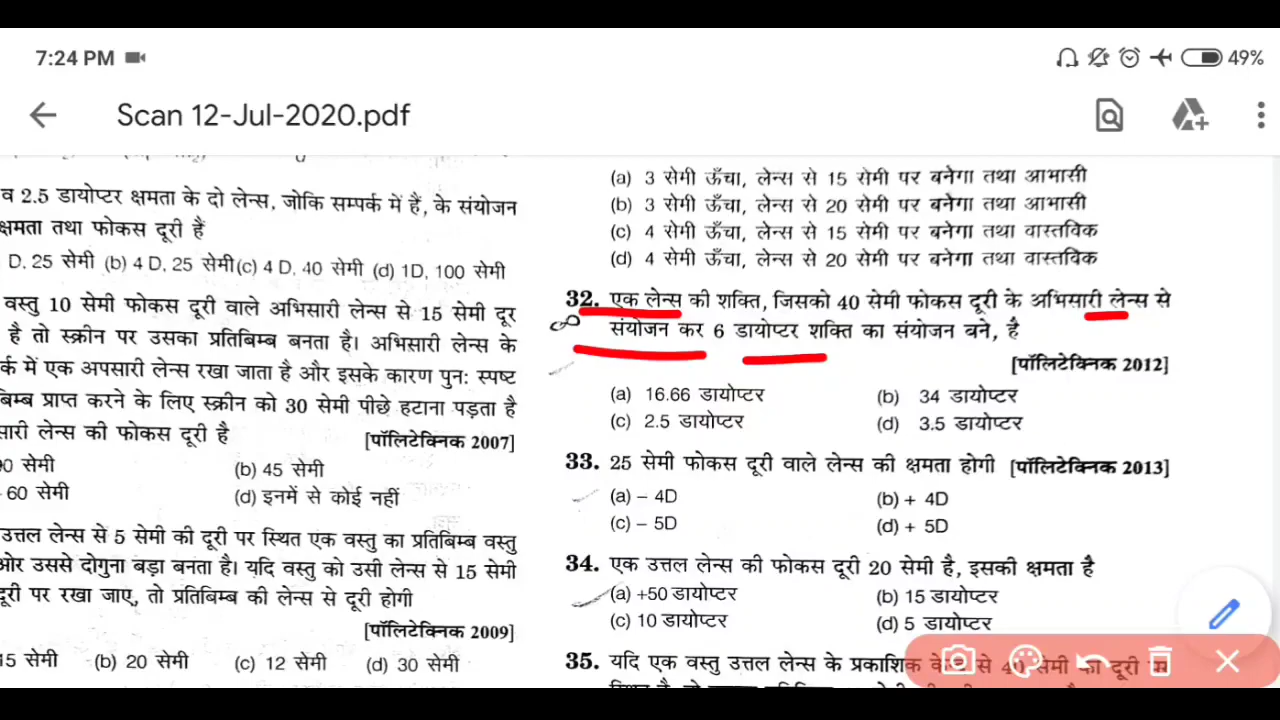 7:24 PM
49%
Scan 12-Jul-2020.pdf
व 2.5 डायोप्टर क्षमता के दो लेन्स, जोकि सम्पर्क में हैं, के संयोजन
क्षमता तथा फोकस दूरी हैं
D, 25 सेमी (b) 4 D, 25 सेमी(c) 4 D, 40 सेमी (d) 1D, 100 सेमी
वस्तु 10 सेमी फोकस दूरी वाले अभिसारी लेन्स से 15 सेमी दूर
है तो स्क्रीन पर उसका प्रतिबिम्ब बनता है। अभिसारी लेन्स के
र्क में एक अपसारी लेन्स रखा जाता है और इसके कारण पुन: स्पष्ट
बिम्ब प्राप्त करने के लिए स्क्रीन को 30 सेमी पीछे हटाना पड़ता है
सारी लेन्स की फोकस दूरी है
[पॉलिटेक्निक 2007]
0 सेमी
(b) 45 सेमी
60 सेमी
(d) इनमें से कोई नहीं
उत्तल लेन्स से 5 सेमी की दूरी पर स्थित एक वस्तु का प्रतिबिम्ब वस्तु
ओर उससे दोगुना बड़ा बनता है। यदि वस्तु को उसी लेन्स से 15 सेमी
दूरी पर रखा जाए, तो प्रतिबिम्ब की लेन्स से दूरी होगी
[पॉलिटेक्निक 2009]
15 सेमी (b) 20 सेमी (c) 12 सेमी (d) 30 सेमी
(a) 3 सेमी ऊँचा, लेन्स से 15 सेमी पर बनेगा तथा आभासी
(b) 3 सेमी ऊँचा, लेन्स से 20 सेमी पर बनेगा तथा आभासी
(c) 4 सेमी ऊँचा, लेन्स से 15 सेमी पर बनेगा तथा वास्तविक
(d) 4 सेमी ऊँचा, लेन्स से 20 सेमी पर बनेगा तथा वास्तविक
32. एक लेन्स की शक्ति, जिसको 40 सेमी फोकस दूरी के अभिसारी लेन्स से
संयोजन कर 6 डायोप्टर शक्ति का संयोजन बने, है
[पॉलिटेक्निक 2012]
(a) 16.66 डायोप्टर (b) 34 डायोप्टर
(c) 2.5 डायोप्टर (d) 3.5 डायोप्टर
33. 25 सेमी फोकस दूरी वाले लेन्स की क्षमता होगी [पॉलिटेक्निक 2013]
(a) – 4D (b) + 4D
(c) – 5D (d) + 5D
34. एक उत्तल लेन्स की फोकस दूरी 20 सेमी है, इसकी क्षमता है
(a) +50 डायोप्टर (b) 15 डायोप्टर
(c) 10 डायोप्टर (d) 5 डायोप्टर
35. यदि एक वस्तु उत्तल लेन्स के प्रकाशिक केन्द्र से 40 सेमी की दूरी पर